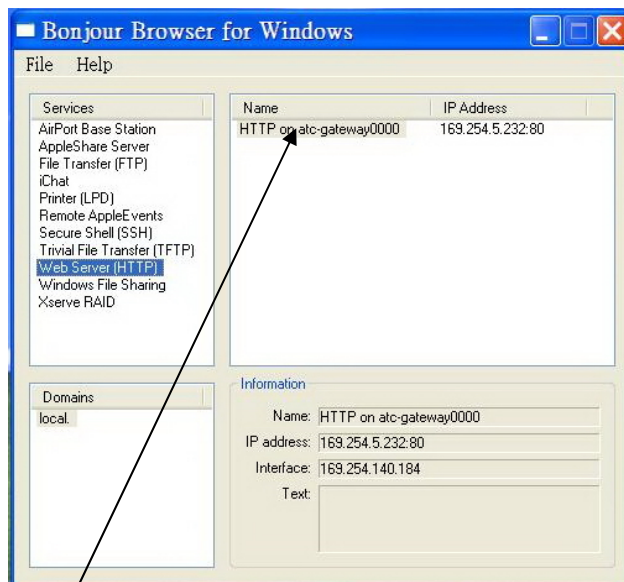 Bonjour Browser for Windows
File Help
Services
AirPort Base Station
AppleShare Server
File Transfer (FTP)
iChat
Printer (LPD)
Remote AppleEvents
Secure Shell (SSH)
Trivial File Transfer (TFTP)
Web Server (HTTP)
Windows File Sharing
Xserve RAID
Name IP Address
HTTP on atc-gateway0000 169.254.5.232:80
Domains
local.
Information
Name: HTTP on atc-gateway0000
IP address: 169.254.5.232:80
Interface: 169.254.140.184
Text: